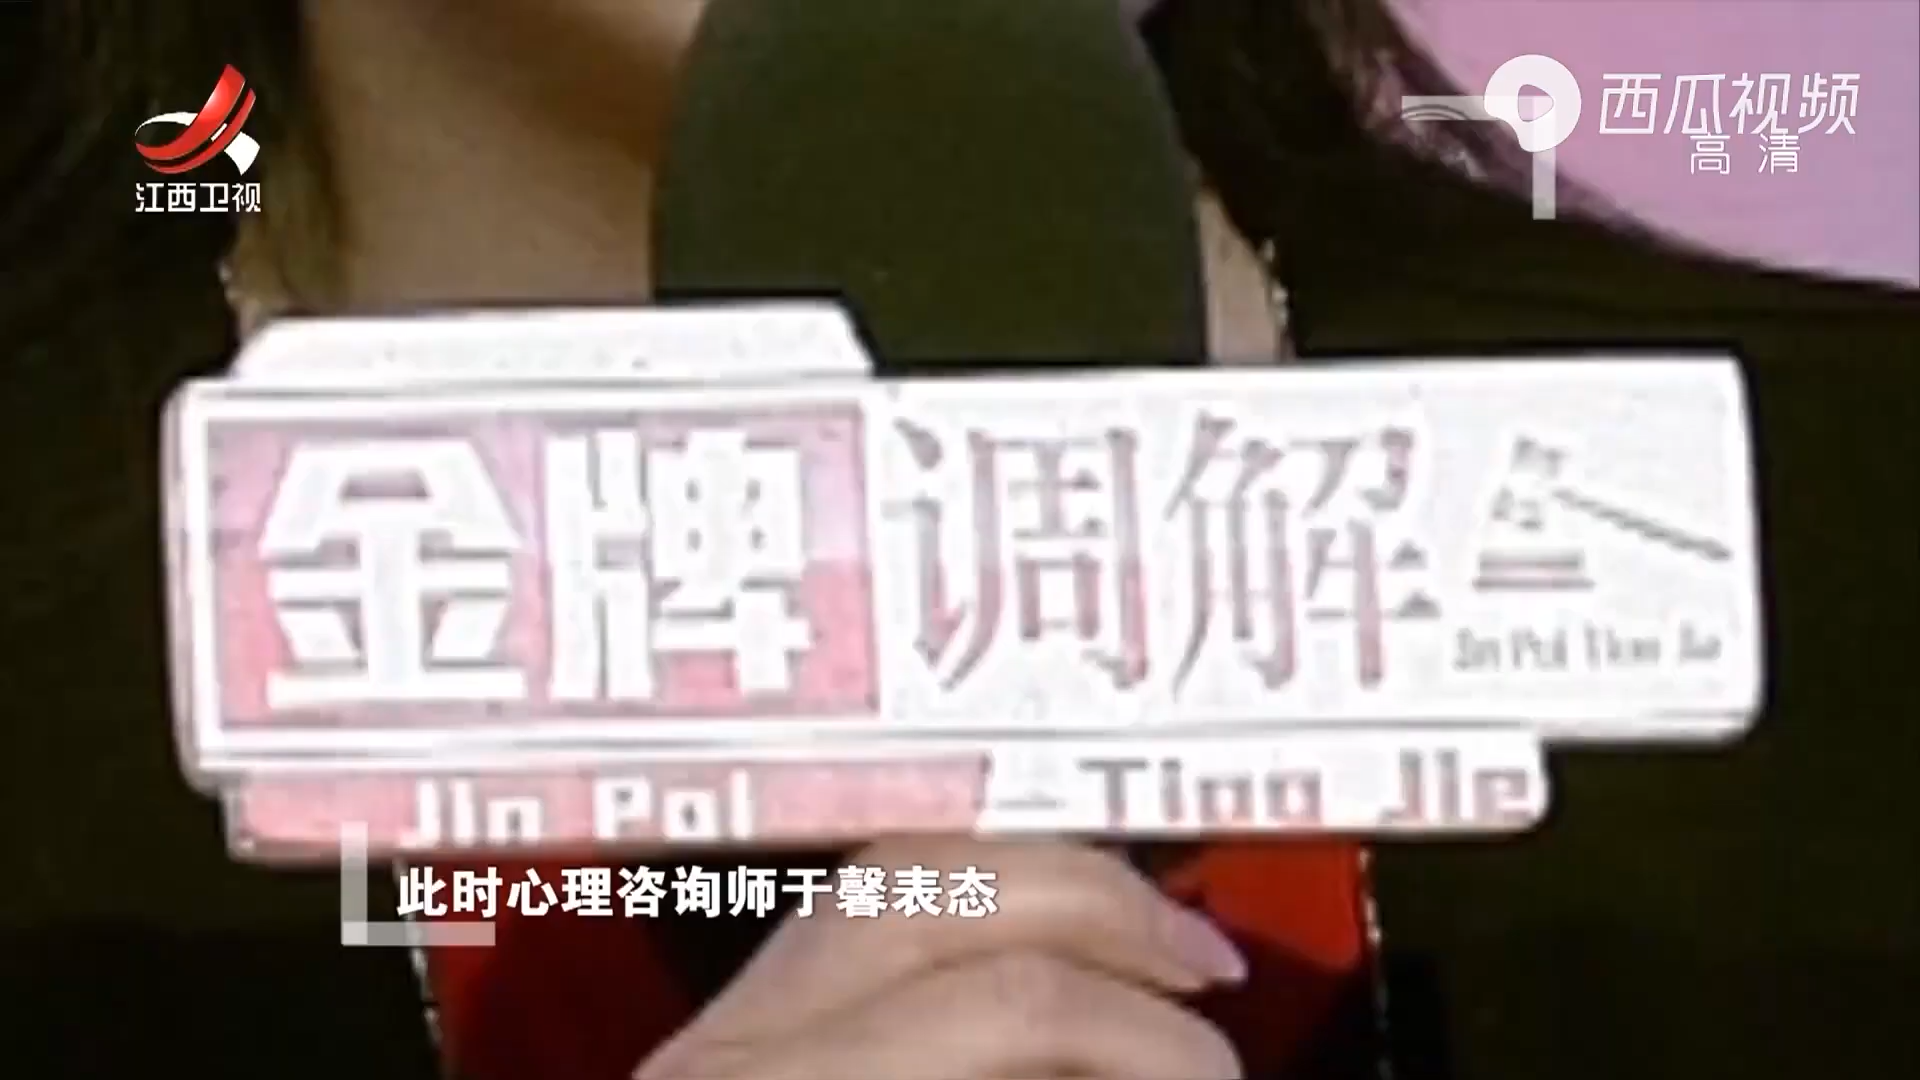 江西卫视
西瓜视频
高清
金牌调解
Jin Pai Tiao Jie
此时心理咨询师于馨表态